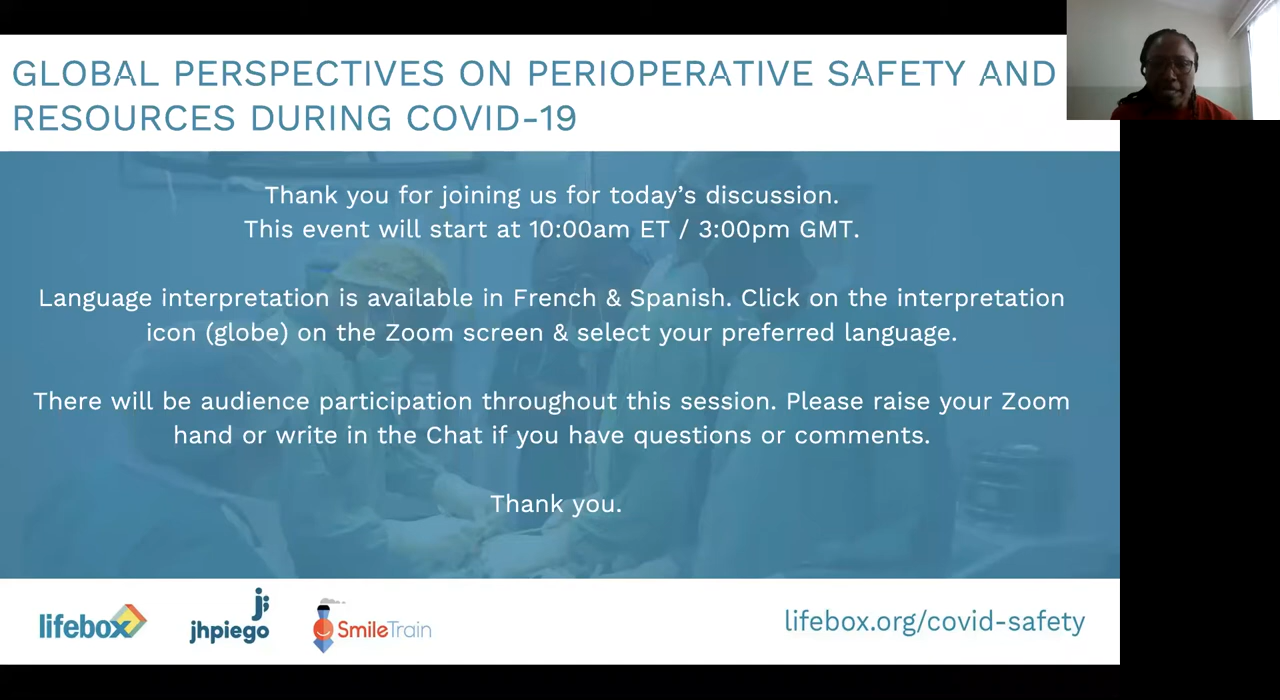 GLOBAL PERSPECTIVES ON PERIOPERATIVE SAFETY AND
RESOURCES DURING COVID-19
Thank you for joining us for today’s discussion.
This event will start at 10:00am ET / 3:00pm GMT.
Language interpretation is available in French & Spanish. Click on the interpretation
icon (globe) on the Zoom screen & select your preferred language.
There will be audience participation throughout this session. Please raise your Zoom
hand or write in the Chat if you have questions or comments.
Thank you.
lifebox
jhpiego
SmileTrain
lifebox.org/covid-safety